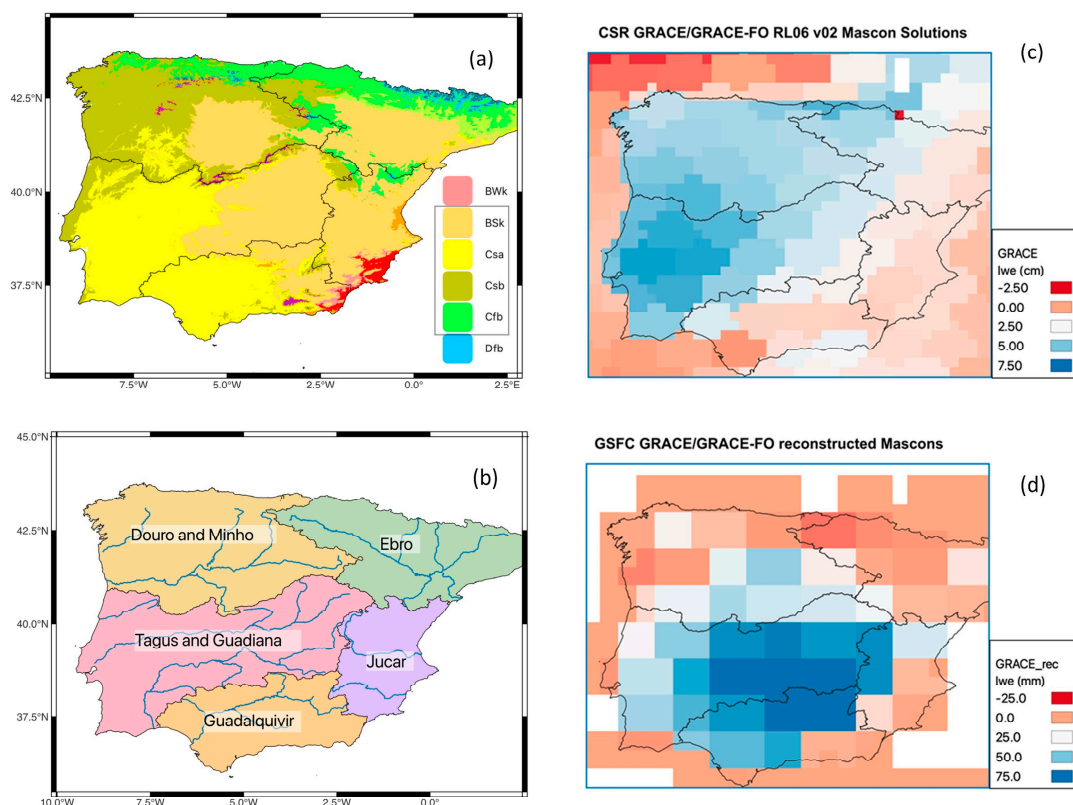 (a)
42.5°N
40.0°N
37.5°N
7.5°W
5.0°W
2.5°W
0.0°
2.5°E
BWk
BSk
Csa
Csb
Cfb
Dfb
CSR GRACE/GRACE-FO RL06 v02 Mascon Solutions
(c)
GRACE
lwe (cm)
-2.50
0.00
2.50
5.00
7.50
(b)
45.0°N
42.5°N
40.0°N
37.5°N
10.0°W
7.5°W
5.0°W
2.5°W
0.0°
Douro and Minho
Ebro
Tagus and Guadiana
Jucar
Guadalquivir
GSFC GRACE/GRACE-FO reconstructed Mascons
(d)
GRACE_rec
lwe (mm)
-25.0
0.0
25.0
50.0
75.0